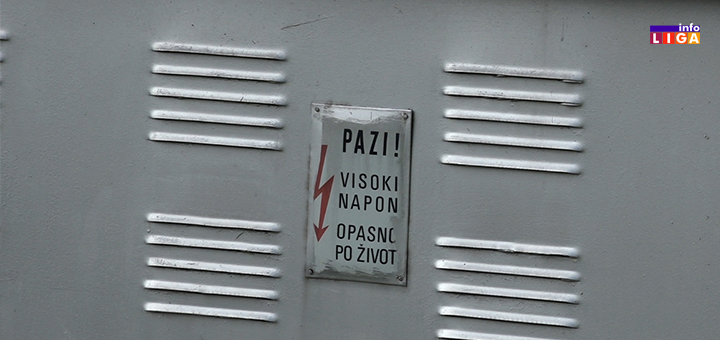 info
LIGA
PAZI!
VISOKI
NAPON
OPASNO
PO ŽIVOT